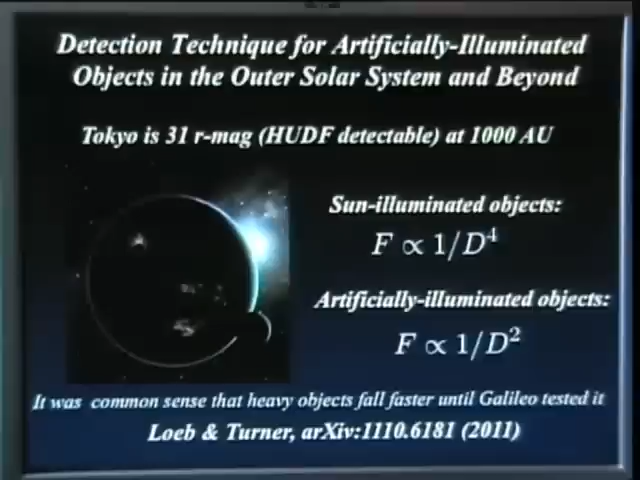 Detection Technique for Artificially-Illuminated
Objects in the Outer Solar System and Beyond
Tokyo is 31 r-mag (HUDF detectable) at 1000 AU
Sun-illuminated objects:
F ∝ 1/D⁴
Artificially-illuminated objects:
F ∝ 1/D²
It was common sense that heavy objects fall faster until Galileo tested it
Loeb & Turner, arXiv:1110.6181 (2011)